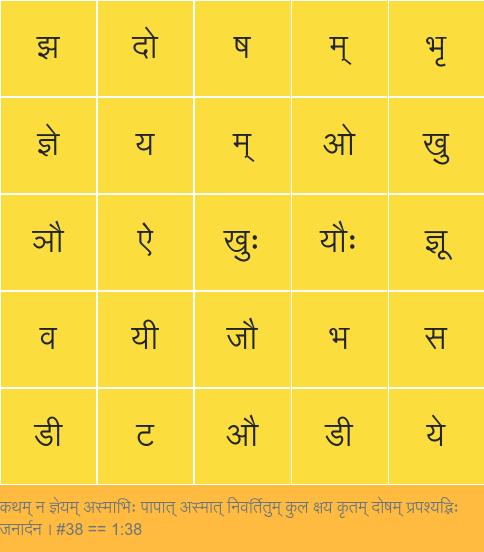 झ दो ष म् भृ
ज्ञे य म् ओ खु
ञौ ऐ खुः यौः ज्ञू
व यी जौ भ स
डी ट औ डी ये
कथम् न ज्ञेयम् अस्माभिः पापात् अस्मात् निवर्तितुम् कुल क्षय कृतम् दोषम् प्रपश्यद्भिः
जनार्दन । #38 == 1:38